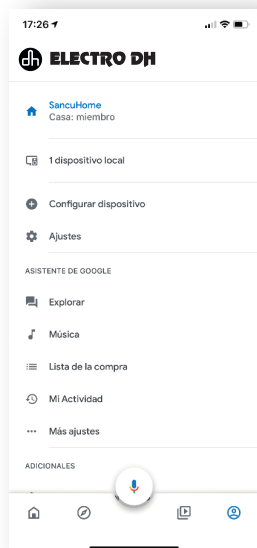 17:26
dh ELECTRO DH
SancuHome
Casa: miembro
1 dispositivo local
Configurar dispositivo
Ajustes
ASISTENTE DE GOOGLE
Explorar
Música
Lista de la compra
Mi Actividad
Más ajustes
ADICIONALES